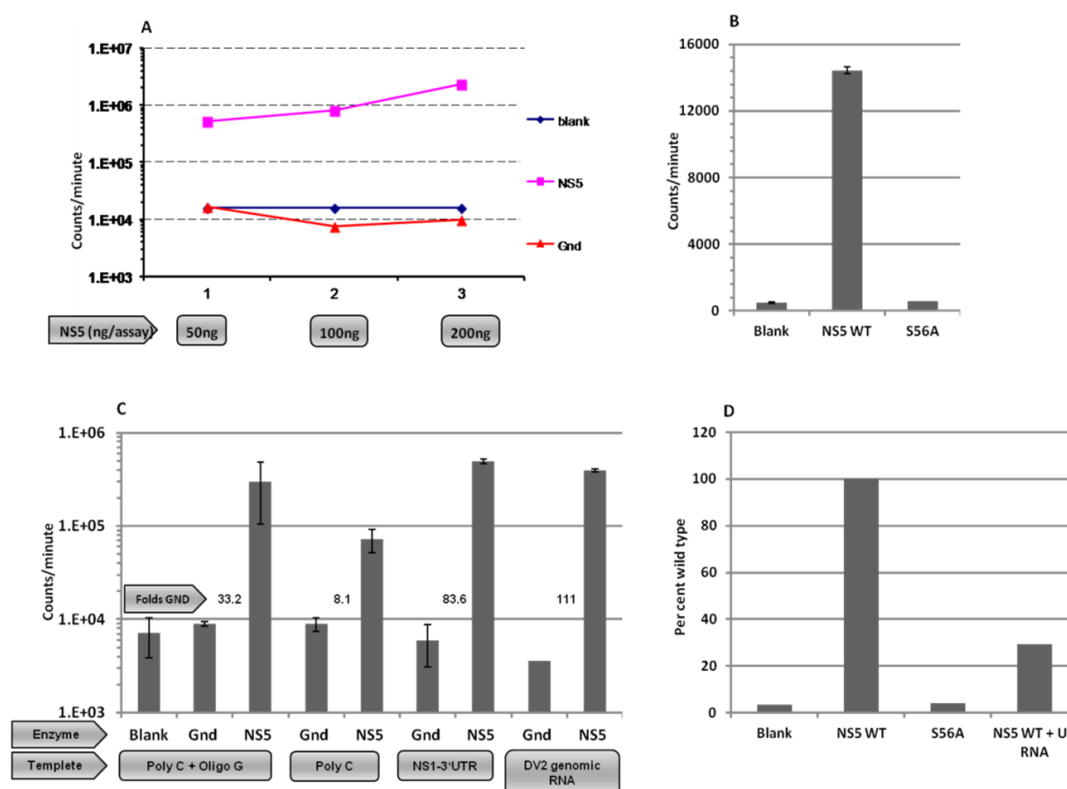 A
1.E+07
1.E+06
1.E+05
1.E+04
1.E+03
Counts/minute
1 2 3
NS5 (ng/assay) 50ng 100ng 200ng
blank
NS5
Gnd
B
16000
12000
8000
4000
0
Counts/minute
Blank NS5 WT S56A
C
1.E+06
1.E+05
1.E+04
1.E+03
Counts/minute
Folds GND 33.2 8.1 83.6 111
Enzyme Blank Gnd NS5 Gnd NS5 Gnd NS5 Gnd NS5
Templete Poly C + Oligo G Poly C NS1-3'UTR DV2 genomic
RNA
D
120
100
80
60
40
20
0
Per cent wild type
Blank NS5 WT S56A NS5 WT + U
RNA